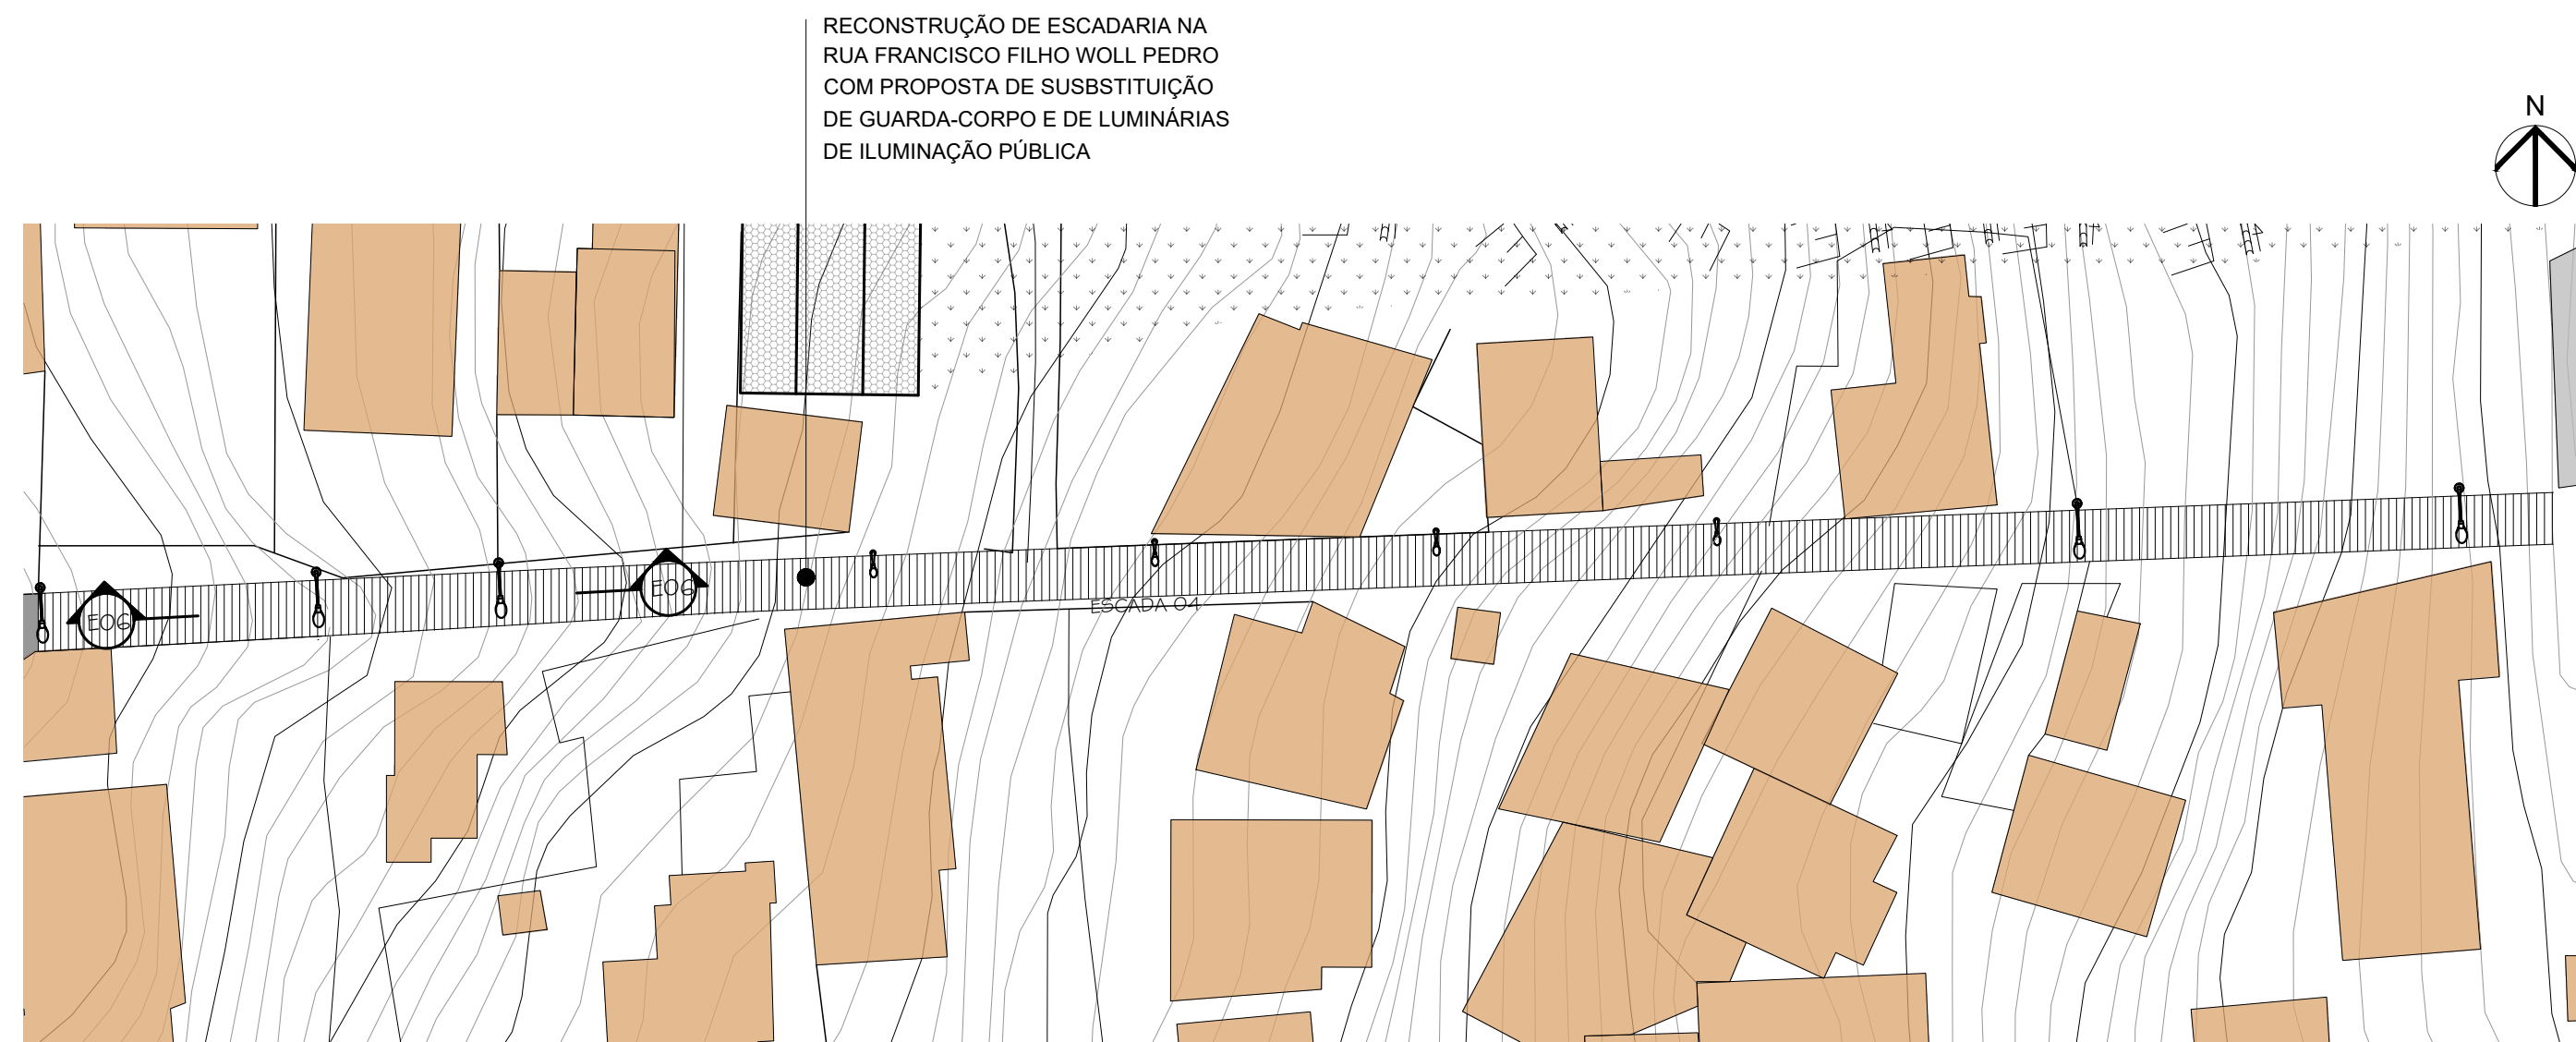 RECONSTRUÇÃO DE ESCADARIA NA
RUA FRANCISCO FILHO WOLL PEDRO
COM PROPOSTA DE SUSBSTITUIÇÃO
DE GUARDA-CORPO E DE LUMINÁRIAS
DE ILUMINAÇÃO PÚBLICA
N
E06
E06
ESCADA 04